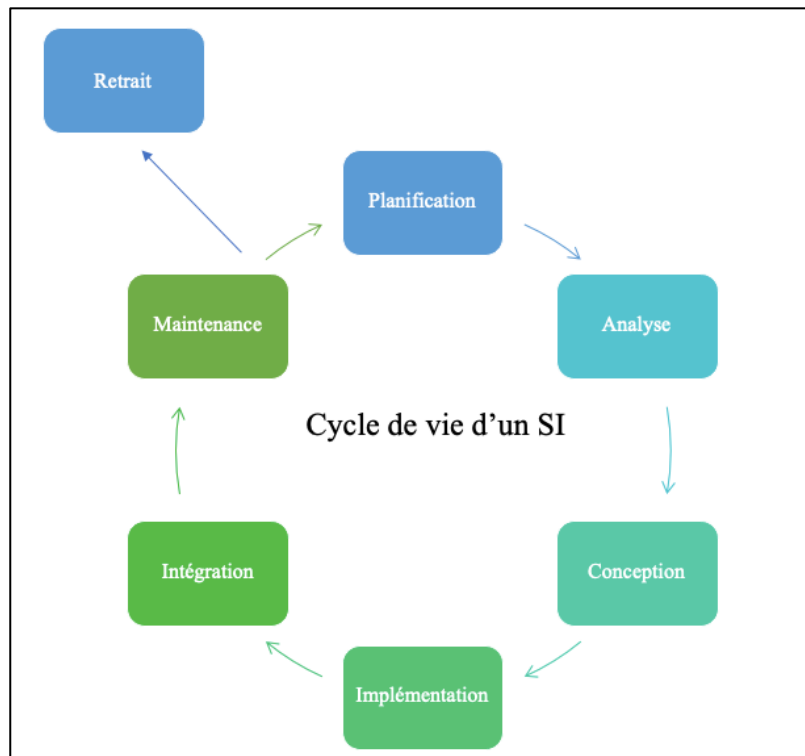 Retrait
Planification
Maintenance
Analyse
Cycle de vie d’un SI
Intégration
Conception
Implémentation